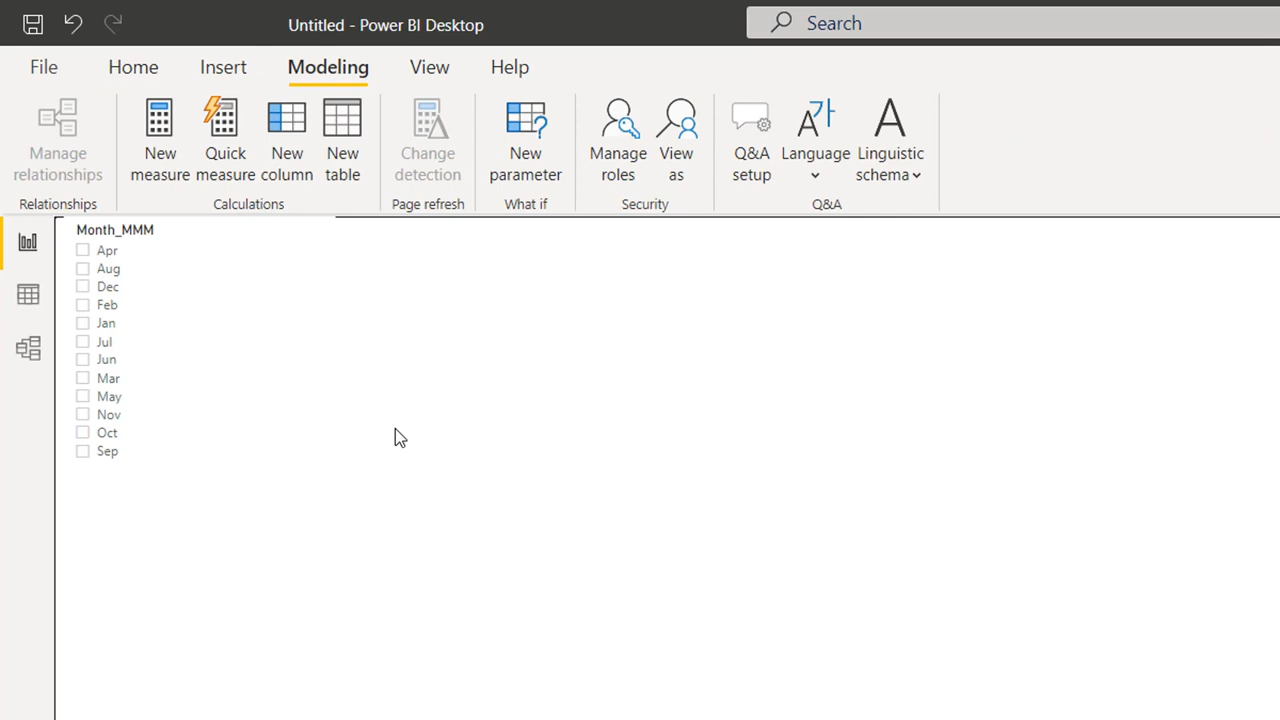 Untitled - Power BI Desktop
Search
File Home Insert Modeling View Help
Manage relationships
New measure
Quick measure
New column
New table
Change detection
New parameter
Manage roles
View as
Q&A setup
Language
Linguistic schema
Relationships Calculations Page refresh What if Security Q&A
Month_MMM
Apr
Aug
Dec
Feb
Jan
Jul
Jun
Mar
May
Nov
Oct
Sep